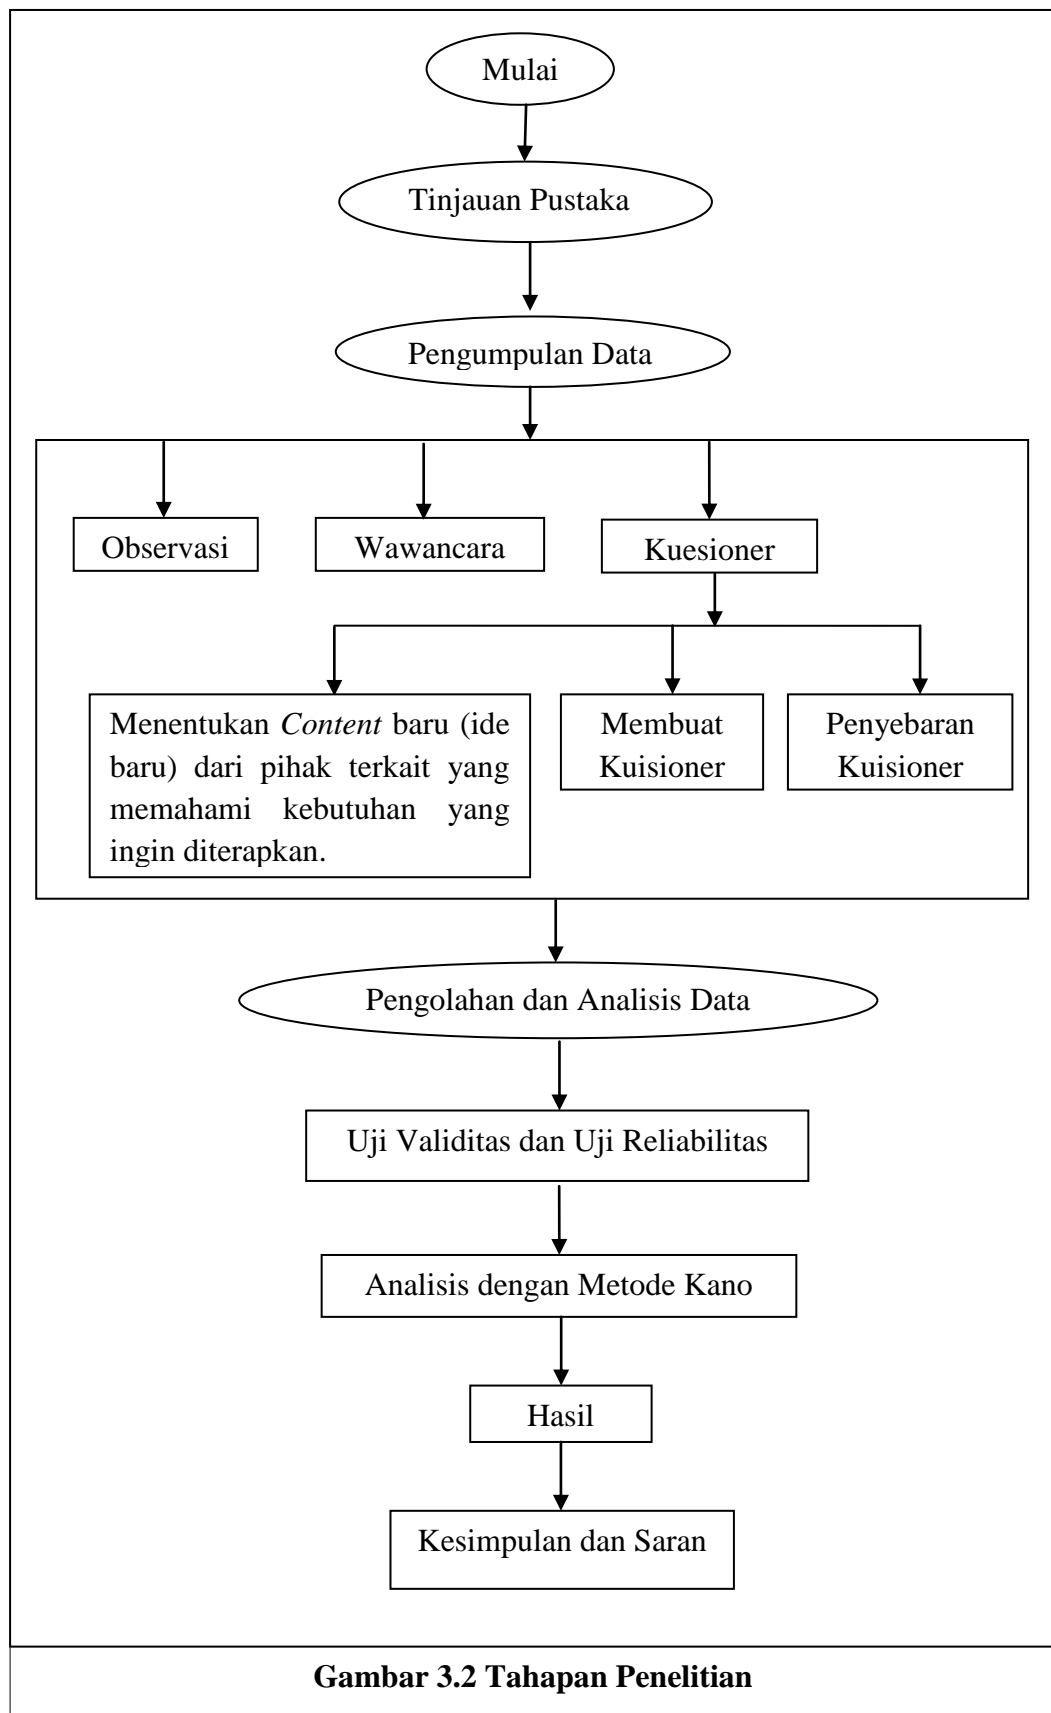 Mulai
Tinjauan Pustaka
Pengumpulan Data
Observasi
Wawancara
Kuesioner
Menentukan Content baru (ide
baru) dari pihak terkait yang
memahami kebutuhan yang
ingin diterapkan.
Membuat
Kuisioner
Penyebaran
Kuisioner
Pengolahan dan Analisis Data
Uji Validitas dan Uji Reliabilitas
Analisis dengan Metode Kano
Hasil
Kesimpulan dan Saran
Gambar 3.2 Tahapan Penelitian